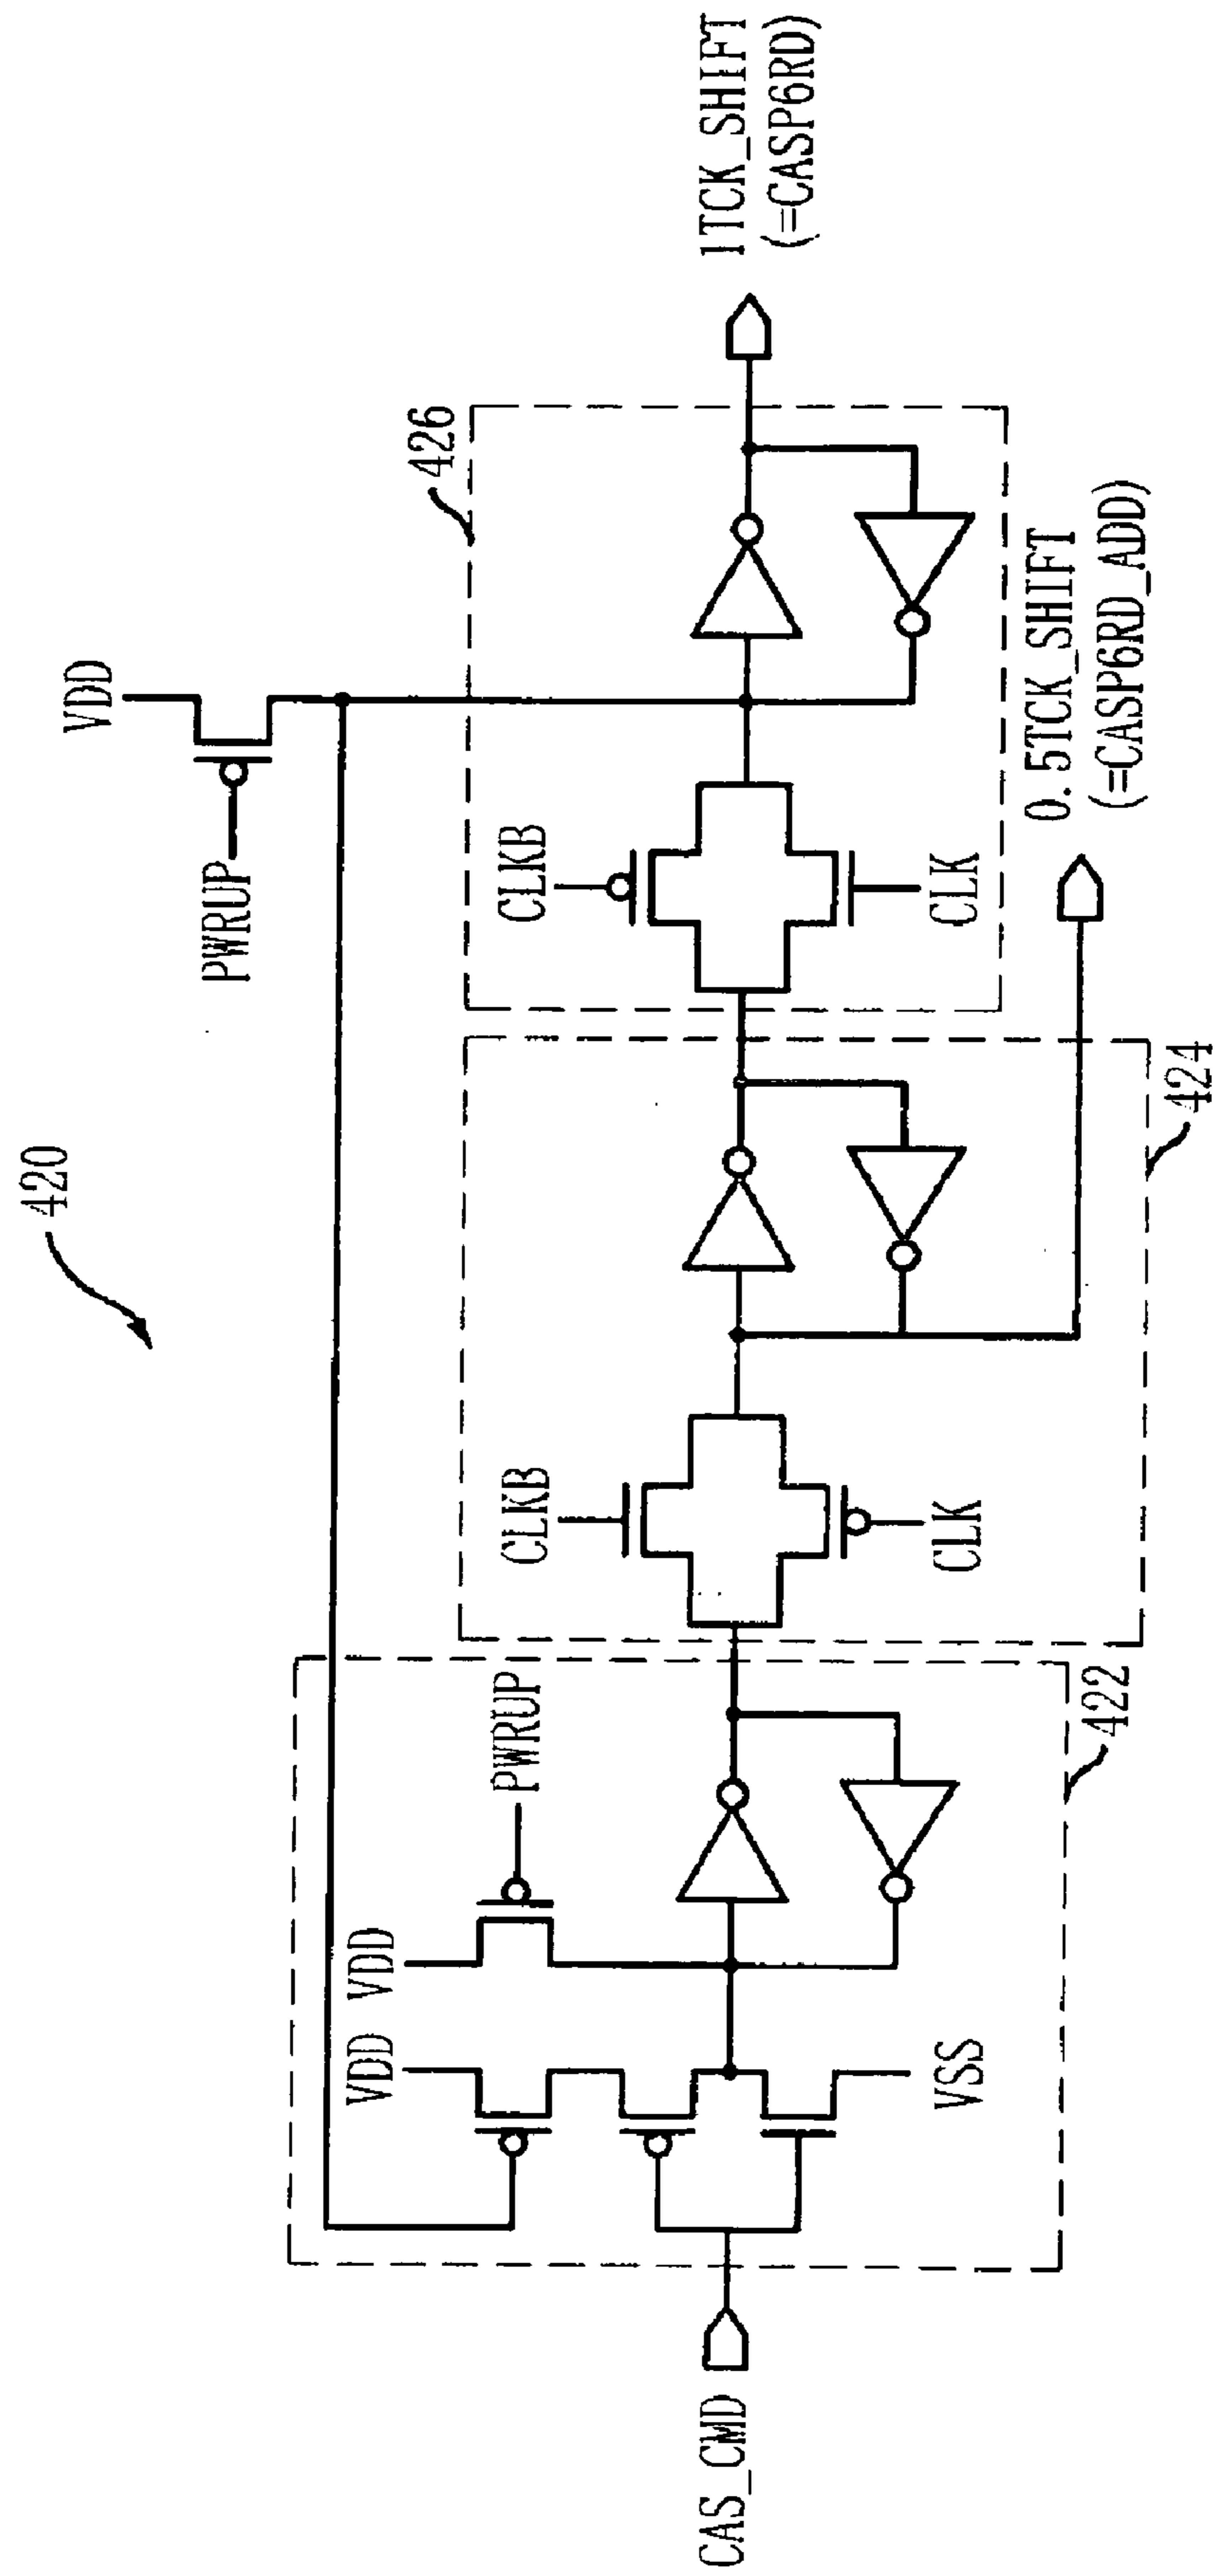 420
VDD
PWRUP
426
CLKB
CLK
1TCK_SHIFT
(=CASP6RD)
0.5TCK_SHIFT
(=CASP6RD_ADD)
424
CLKB
CLK
422
PWRUP
VDD
VDD
VSS
CAS_CMD